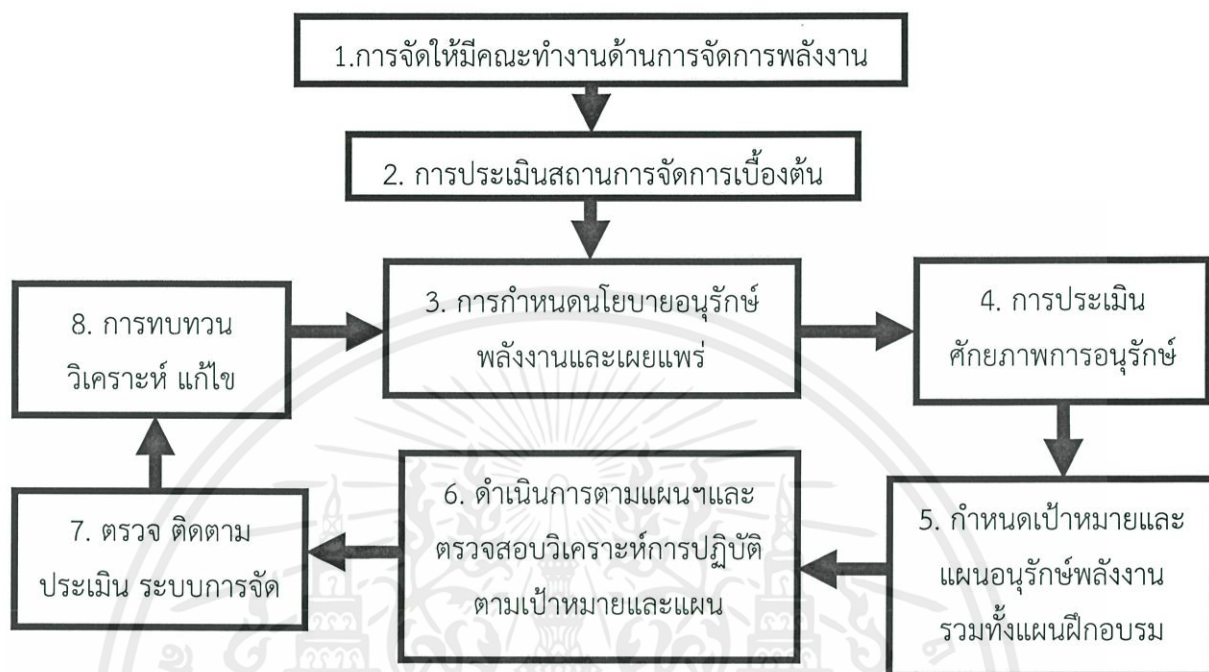 1.การจัดให้มีคณะทำงานด้านการจัดการพลังงาน
2. การประเมินสถานการจัดการเบื้องต้น
3. การกำหนดนโยบายอนุรักษ์
พลังงานและเผยแพร่
4. การประเมิน
ศักยภาพการอนุรักษ์
5. กำหนดเป้าหมายและ
แผนอนุรักษ์พลังงาน
รวมทั้งแผนฝึกอบรม
6. ดำเนินการตามแผนฯและ
ตรวจสอบวิเคราะห์การปฏิบัติ
ตามเป้าหมายและแผน
7. ตรวจ ติดตาม
ประเมิน ระบบการจัด
8. การทบทวน
วิเคราะห์ แก้ไข